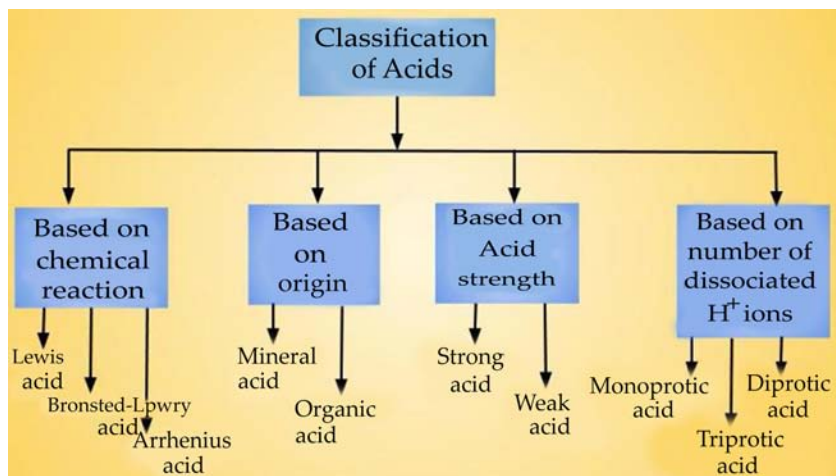 Classification
of Acids
Based on
chemical
reaction
Based
on
origin
Based on
Acid
strength
Based on
number of
dissociated
H⁺ ions
Lewis
acid
Bronsted-Lpwry
acid
Arrhenius
acid
Mineral
acid
Organic
acid
Strong
acid
Weak
acid
Monoprotic
acid
Triprotic
acid
Diprotic
acid